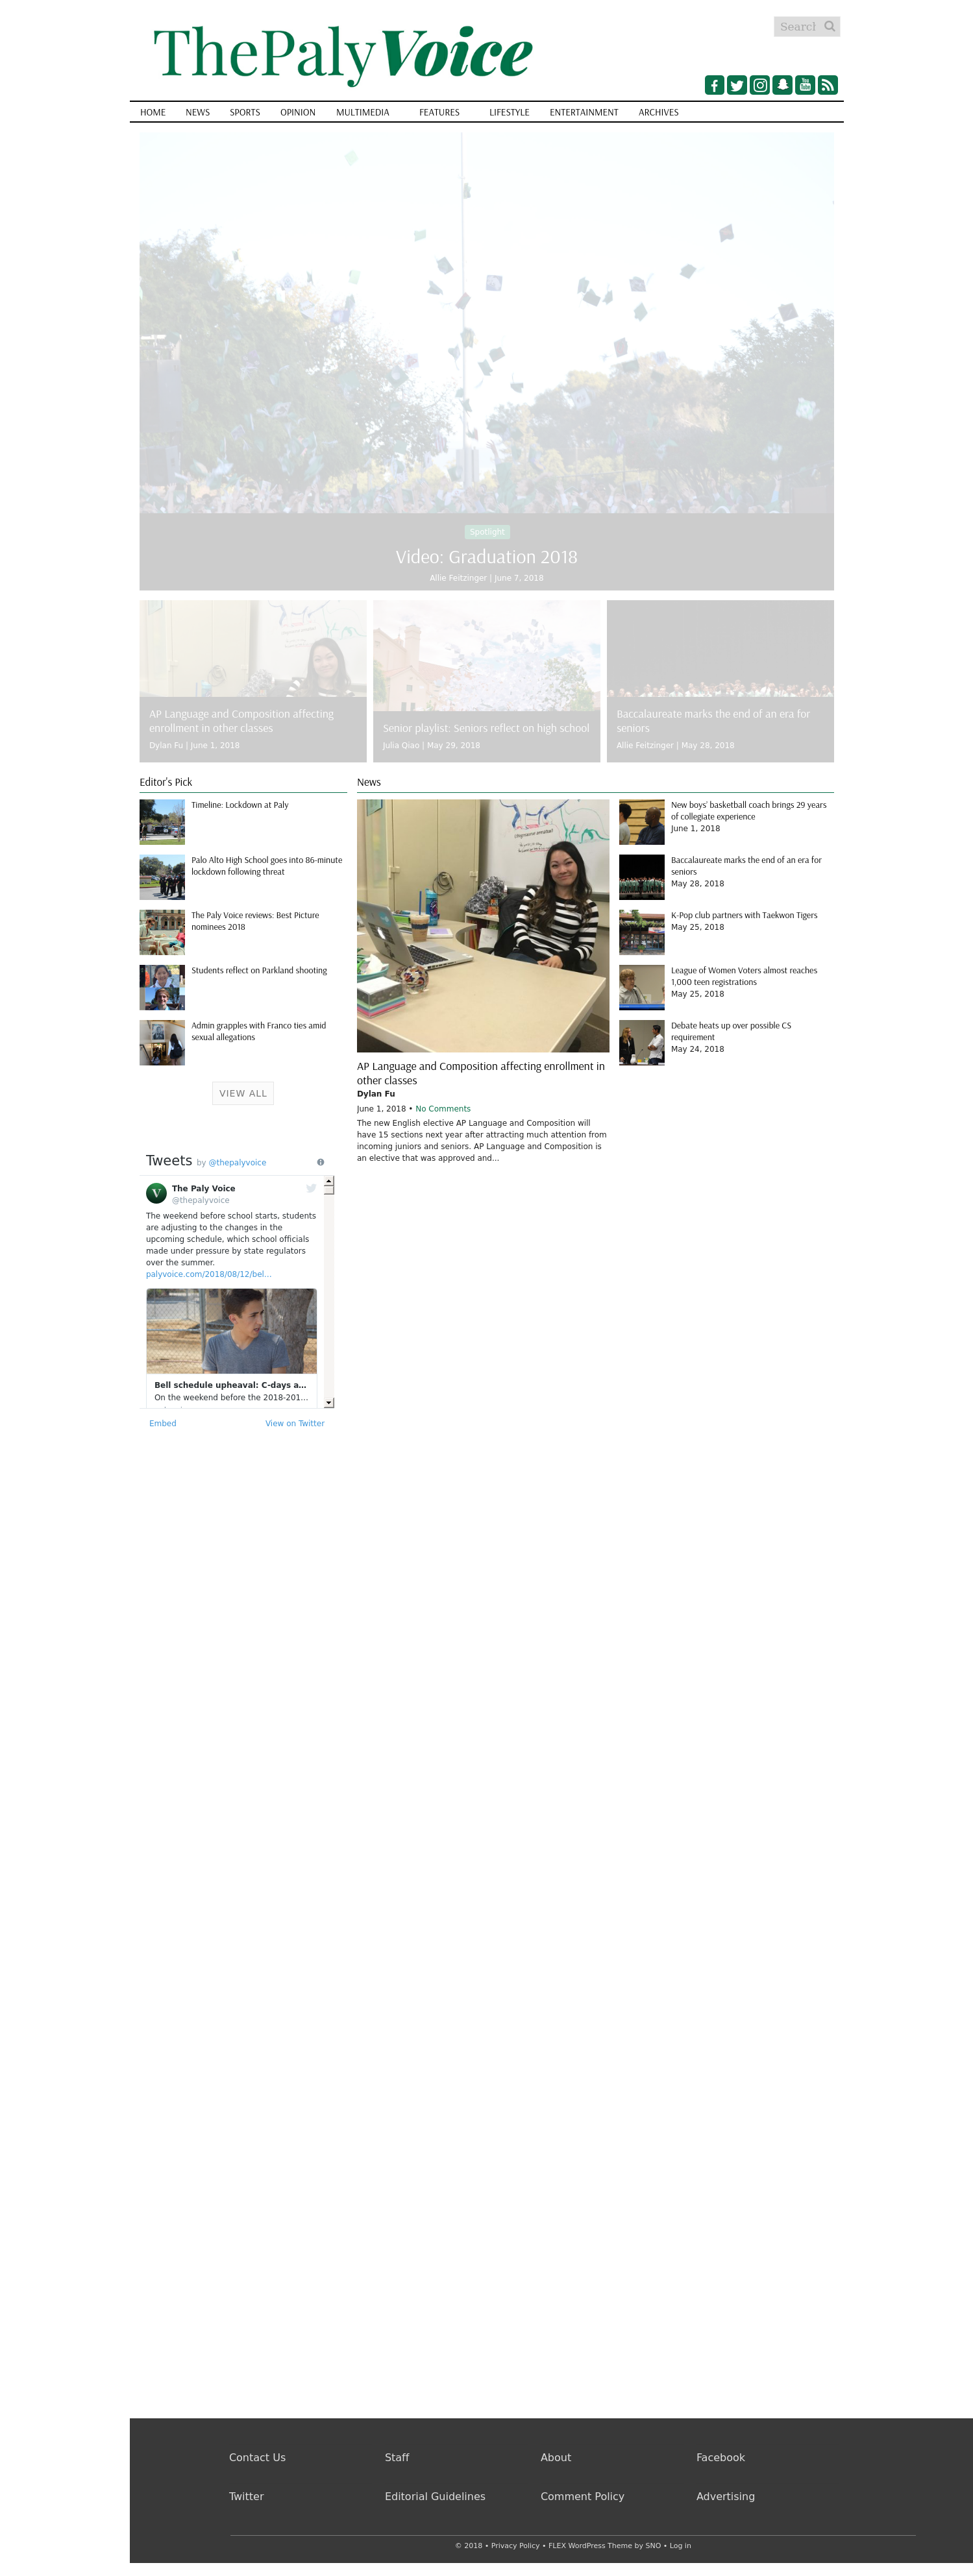 ThePalyVoice
Search
HOME NEWS SPORTS OPINION MULTIMEDIA FEATURES LIFESTYLE ENTERTAINMENT ARCHIVES
Spotlight
Video: Graduation 2018
Allie Feitzinger | June 7, 2018
AP Language and Composition affecting
enrollment in other classes
Dylan Fu | June 1, 2018
Senior playlist: Seniors reflect on high school
Julia Qiao | May 29, 2018
Baccalaureate marks the end of an era for
seniors
Allie Feitzinger | May 28, 2018
Editor's Pick
Timeline: Lockdown at Paly
Palo Alto High School goes into 86-minute
lockdown following threat
The Paly Voice reviews: Best Picture
nominees 2018
Students reflect on Parkland shooting
Admin grapples with Franco ties amid
sexual allegations
VIEW ALL
News
AP Language and Composition affecting enrollment in
other classes
Dylan Fu
June 1, 2018 • No Comments
The new English elective AP Language and Composition will
have 15 sections next year after attracting much attention from
incoming juniors and seniors. AP Language and Composition is
an elective that was approved and...
New boys' basketball coach brings 29 years
of collegiate experience
June 1, 2018
Baccalaureate marks the end of an era for
seniors
May 28, 2018
K-Pop club partners with Taekwon Tigers
May 25, 2018
League of Women Voters almost reaches
1,000 teen registrations
May 25, 2018
Debate heats up over possible CS
requirement
May 24, 2018
Tweets by @thepalyvoice
V
The Paly Voice
@thepalyvoice
The weekend before school starts, students
are adjusting to the changes in the
upcoming schedule, which school officials
made under pressure by state regulators
over the summer.
palyvoice.com/2018/08/12/bel…
Bell schedule upheaval: C-days a…
On the weekend before the 2018-201…
Embed
View on Twitter
Contact Us Staff About Facebook
Twitter Editorial Guidelines Comment Policy Advertising
© 2018 • Privacy Policy • FLEX WordPress Theme by SNO • Log in